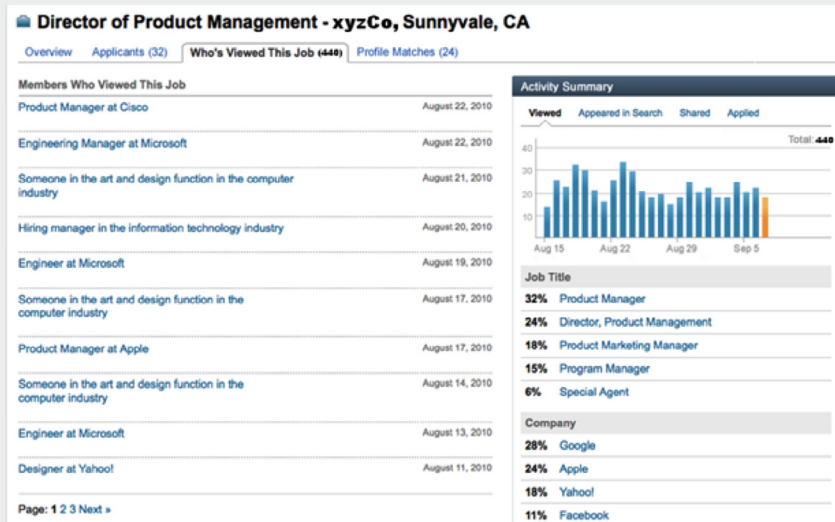 Director of Product Management - xyzCo, Sunnyvale, CA
Overview Applicants (32) Who's Viewed This Job (440) Profile Matches (24)
Members Who Viewed This Job
Product Manager at Cisco August 22, 2010
Engineering Manager at Microsoft August 22, 2010
Someone in the art and design function in the computer August 21, 2010
industry
Hiring manager in the information technology industry August 20, 2010
Engineer at Microsoft August 19, 2010
Someone in the art and design function in the August 17, 2010
computer industry
Product Manager at Apple August 17, 2010
Someone in the art and design function in the August 14, 2010
computer industry
Engineer at Microsoft August 13, 2010
Designer at Yahoo! August 11, 2010
Page: 1 2 3 Next »
Activity Summary
Viewed Appeared in Search Shared Applied
Total: 440
40
30
20
10
Aug 15 Aug 22 Aug 29 Sep 5
Job Title
32% Product Manager
24% Director, Product Management
18% Product Marketing Manager
15% Program Manager
6% Special Agent
Company
28% Google
24% Apple
18% Yahoo!
11% Facebook